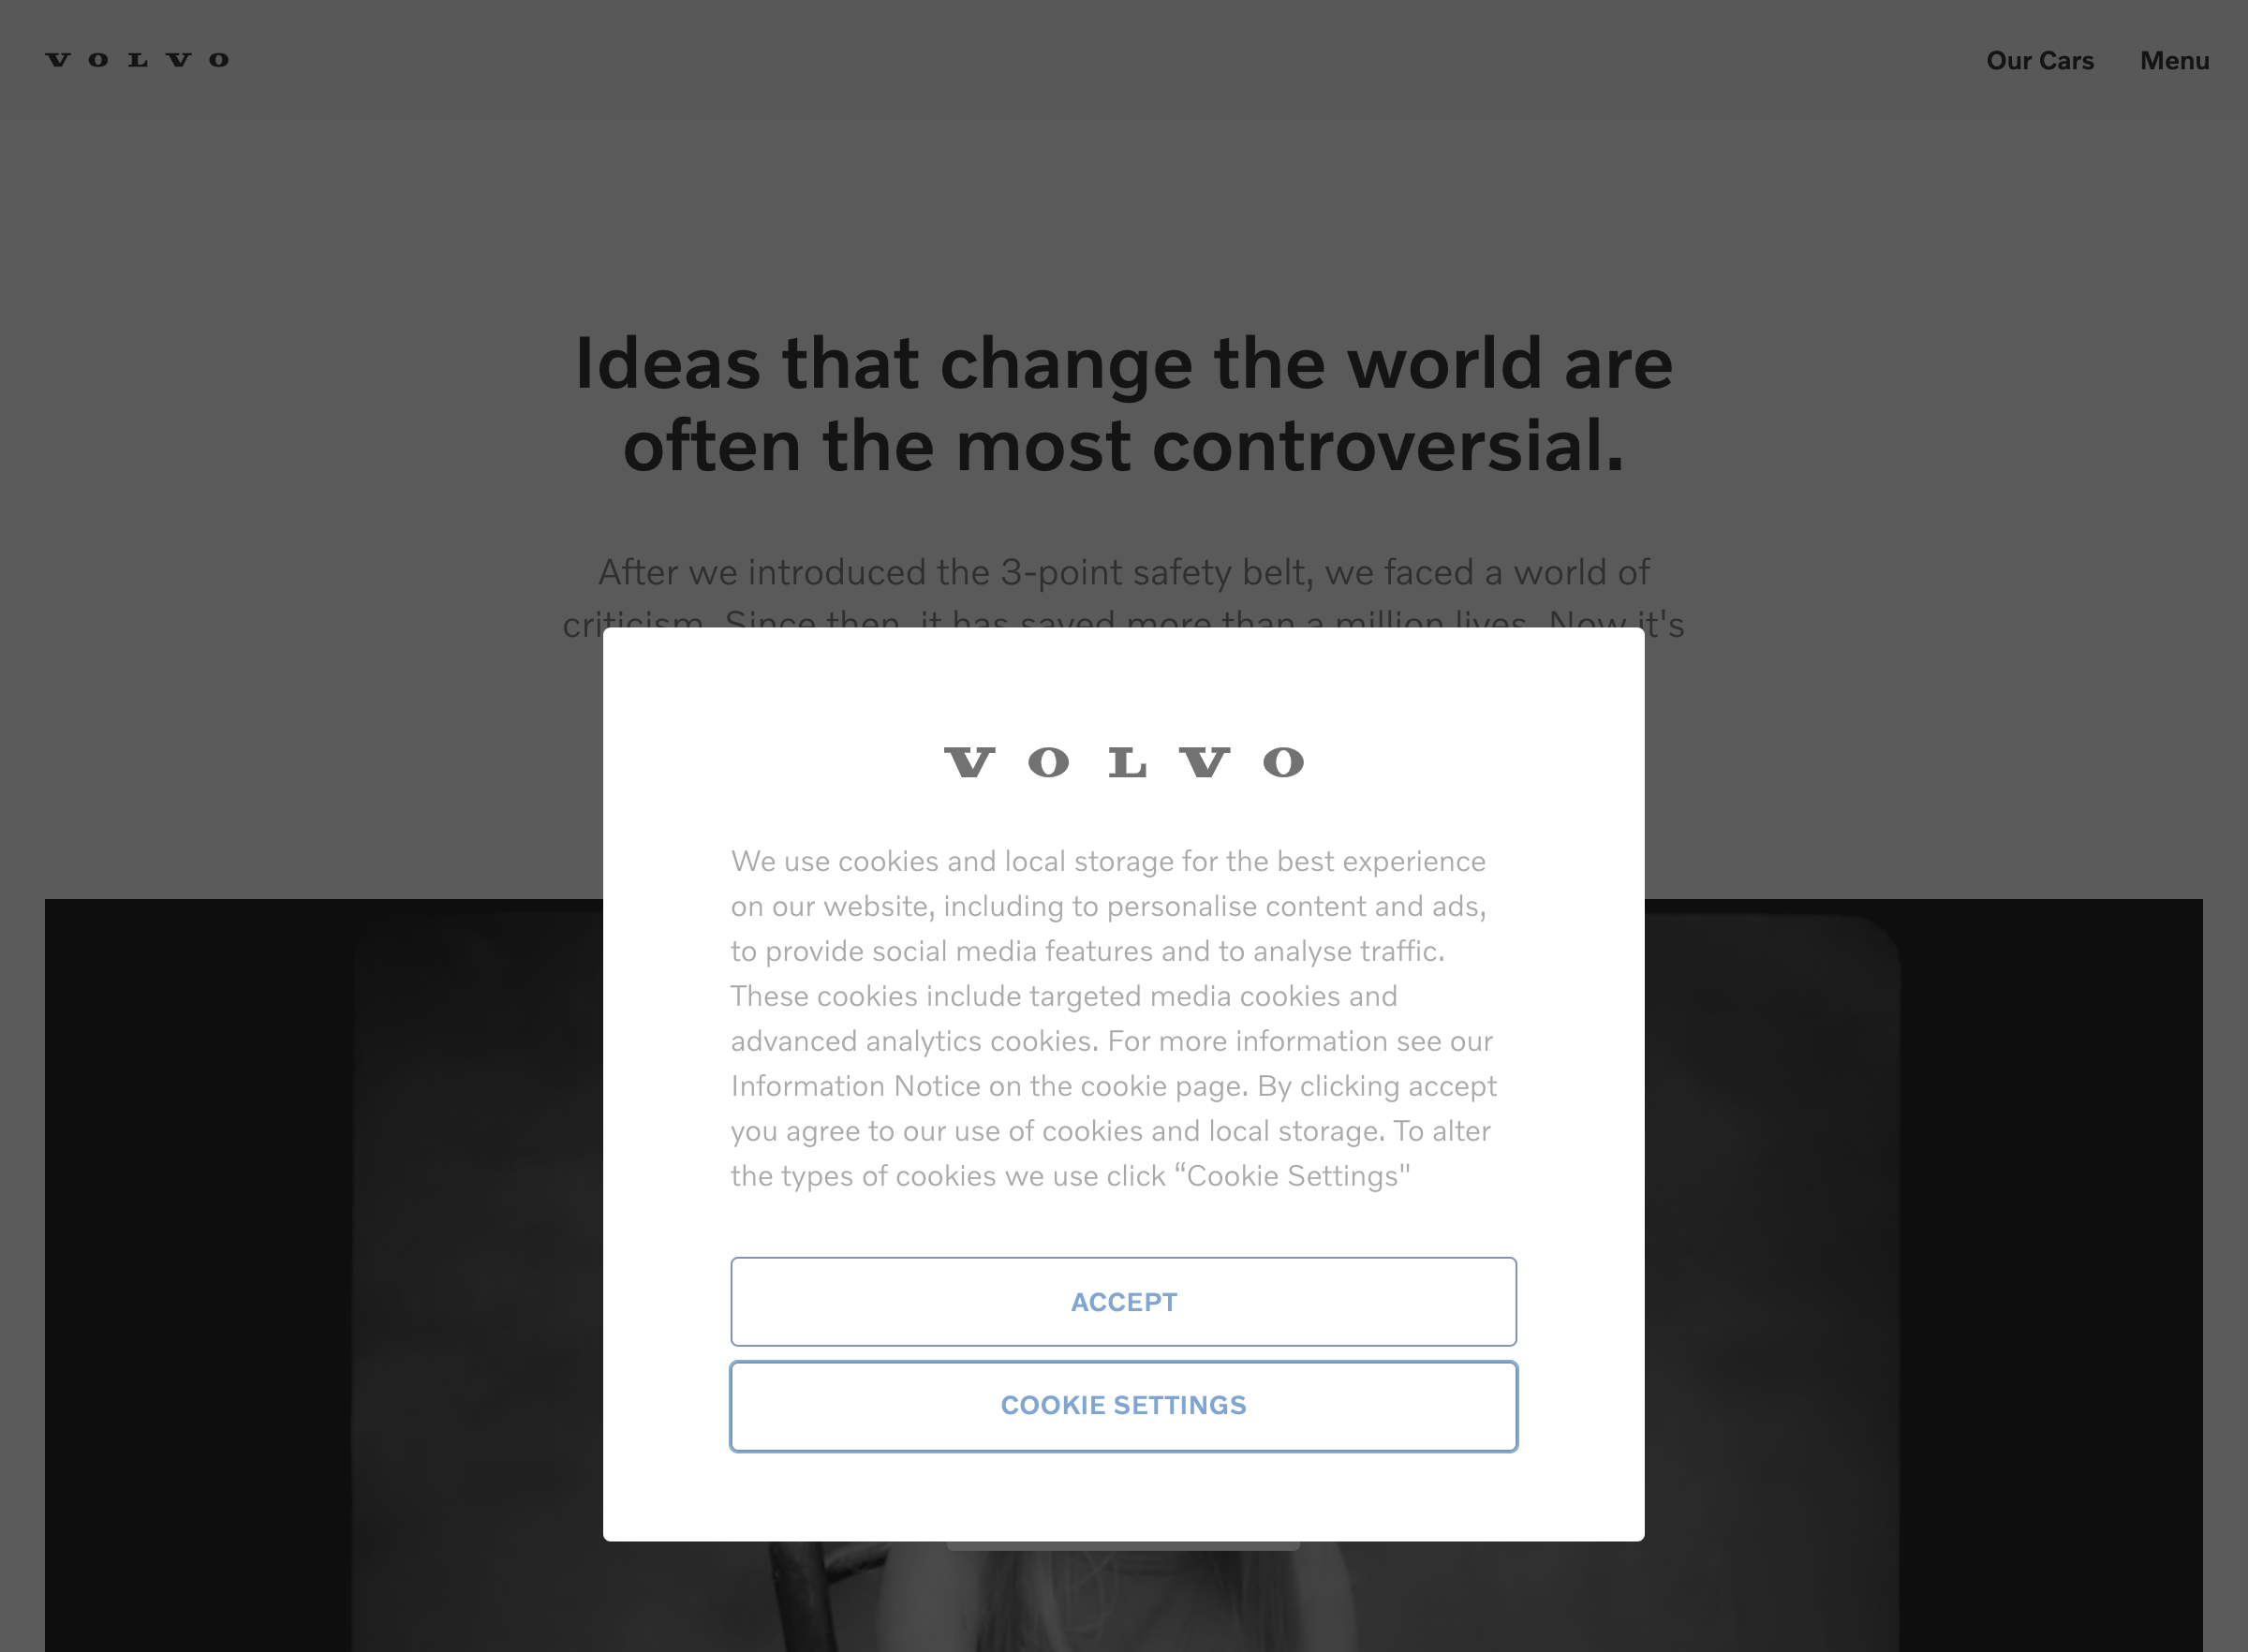 VOLVO
Our Cars
Menu
Ideas that change the world are
often the most controversial.
After we introduced the 3-point safety belt, we faced a world of
criticism. Since then, it has saved more than a million lives. Now it's
VOLVO
We use cookies and local storage for the best experience
on our website, including to personalise content and ads,
to provide social media features and to analyse traffic.
These cookies include targeted media cookies and
advanced analytics cookies. For more information see our
Information Notice on the cookie page. By clicking accept
you agree to our use of cookies and local storage. To alter
the types of cookies we use click “Cookie Settings"
ACCEPT
COOKIE SETTINGS